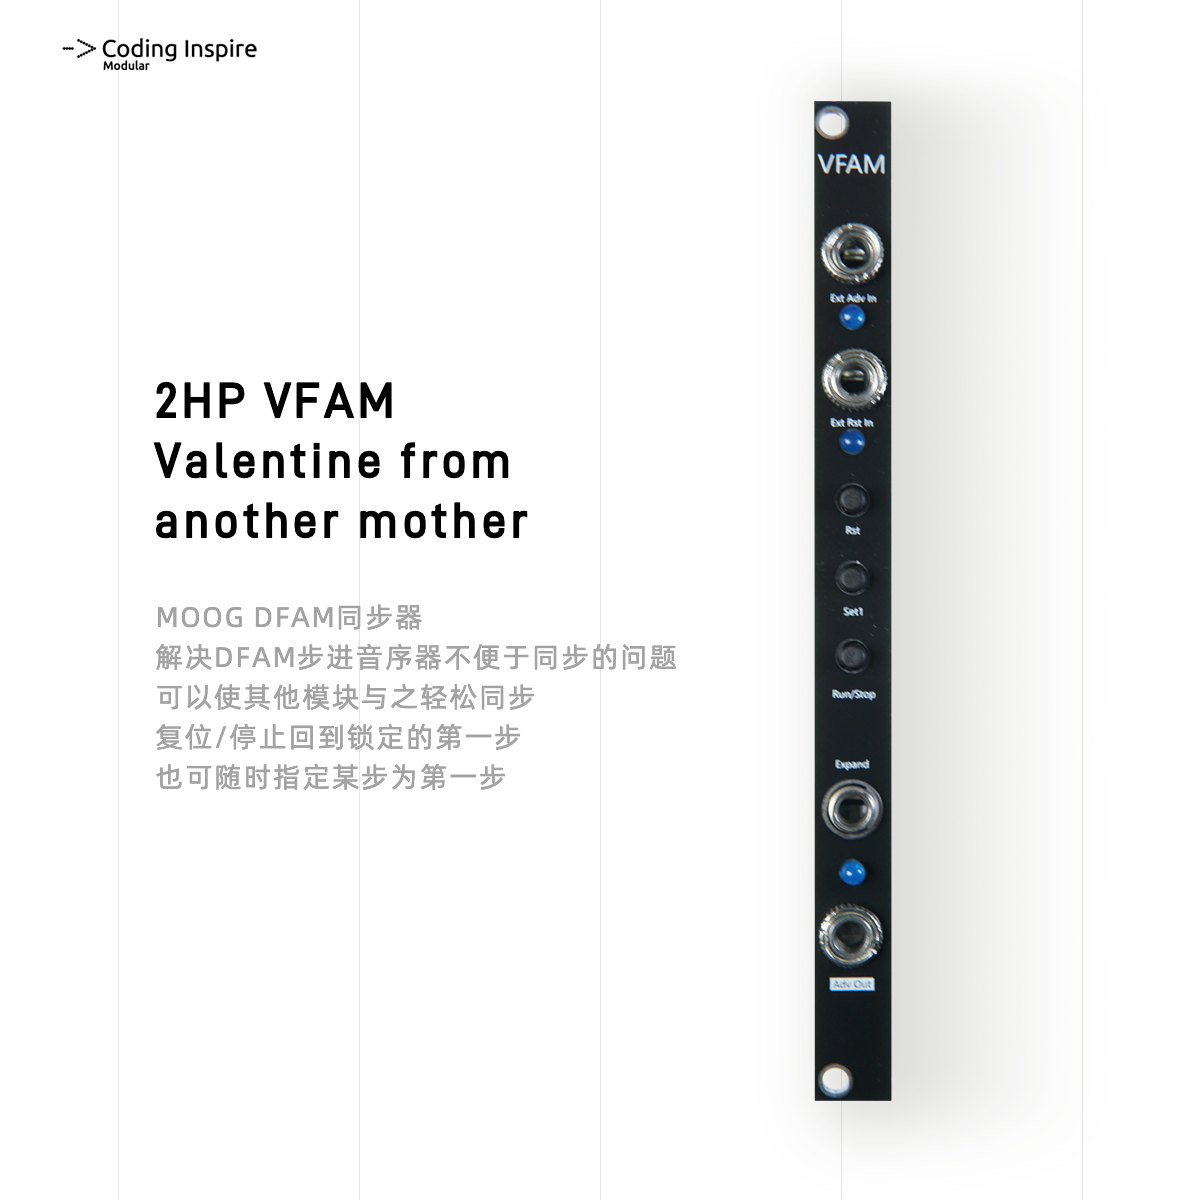 Coding Inspire
Modular
2HP VFAM
Valentine from
another mother
MOOG DFAM同步器
解决DFAM步进音序器不便于同步的问题
可以使其他模块与之轻松同步
复位/停止回到锁定的第一步
也可随时指定某步为第一步
VFAM
Ext Adv In
Ext Rst In
Rst
Set1
Run/Stop
Expand
Adv Out